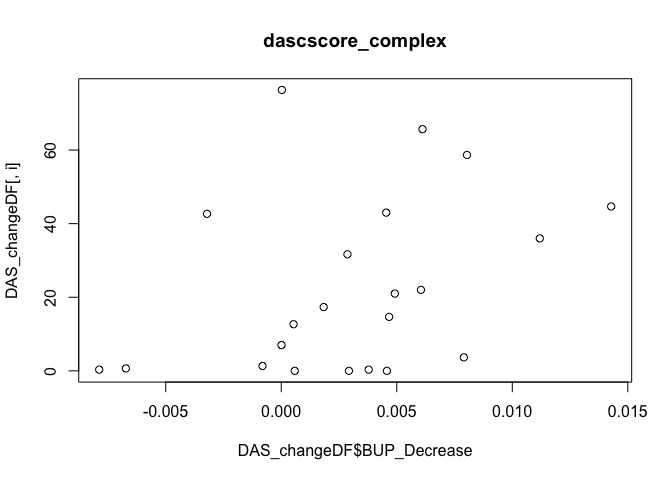 dascscore_complex
DAS_changeDF[, i]
60
40
20
0
-0.005 0.000 0.005 0.010 0.015
DAS_changeDF$BUP_Decrease